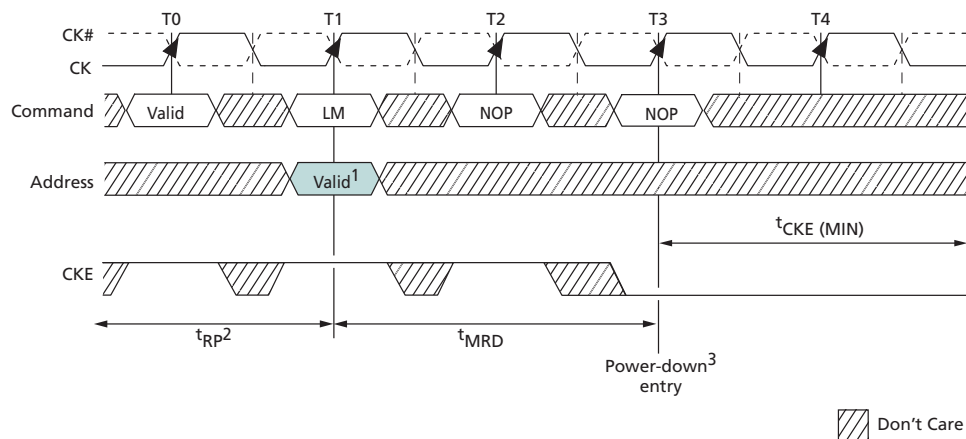 T0 T1 T2 T3 T4
CK#
CK
Command Valid LM NOP NOP
Address Valid1
tCKE (MIN)
CKE
tRP2 tMRD
Power-down3
entry
Don't Care